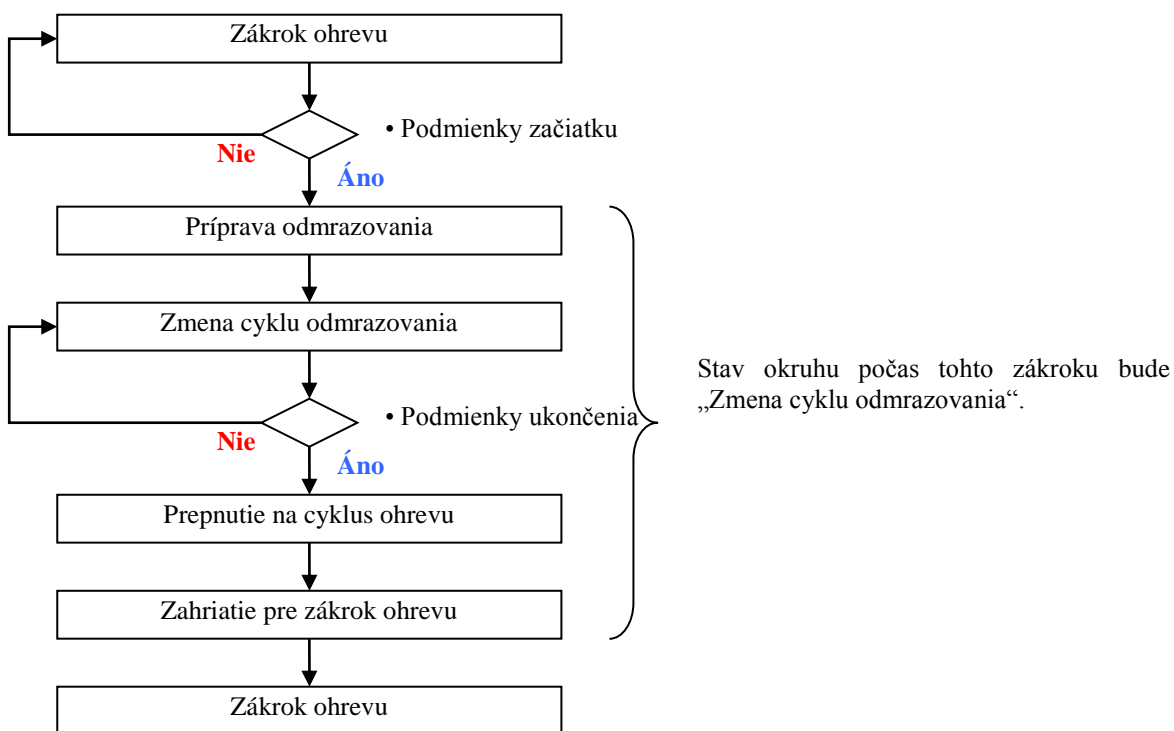 Zákrok ohrevu
• Podmienky začiatku
Nie
Áno
Príprava odmrazovania
Zmena cyklu odmrazovania
Stav okruhu počas tohto zákroku bude
„Zmena cyklu odmrazovania“.
• Podmienky ukončenia
Nie
Áno
Prepnutie na cyklus ohrevu
Zahriatie pre zákrok ohrevu
Zákrok ohrevu